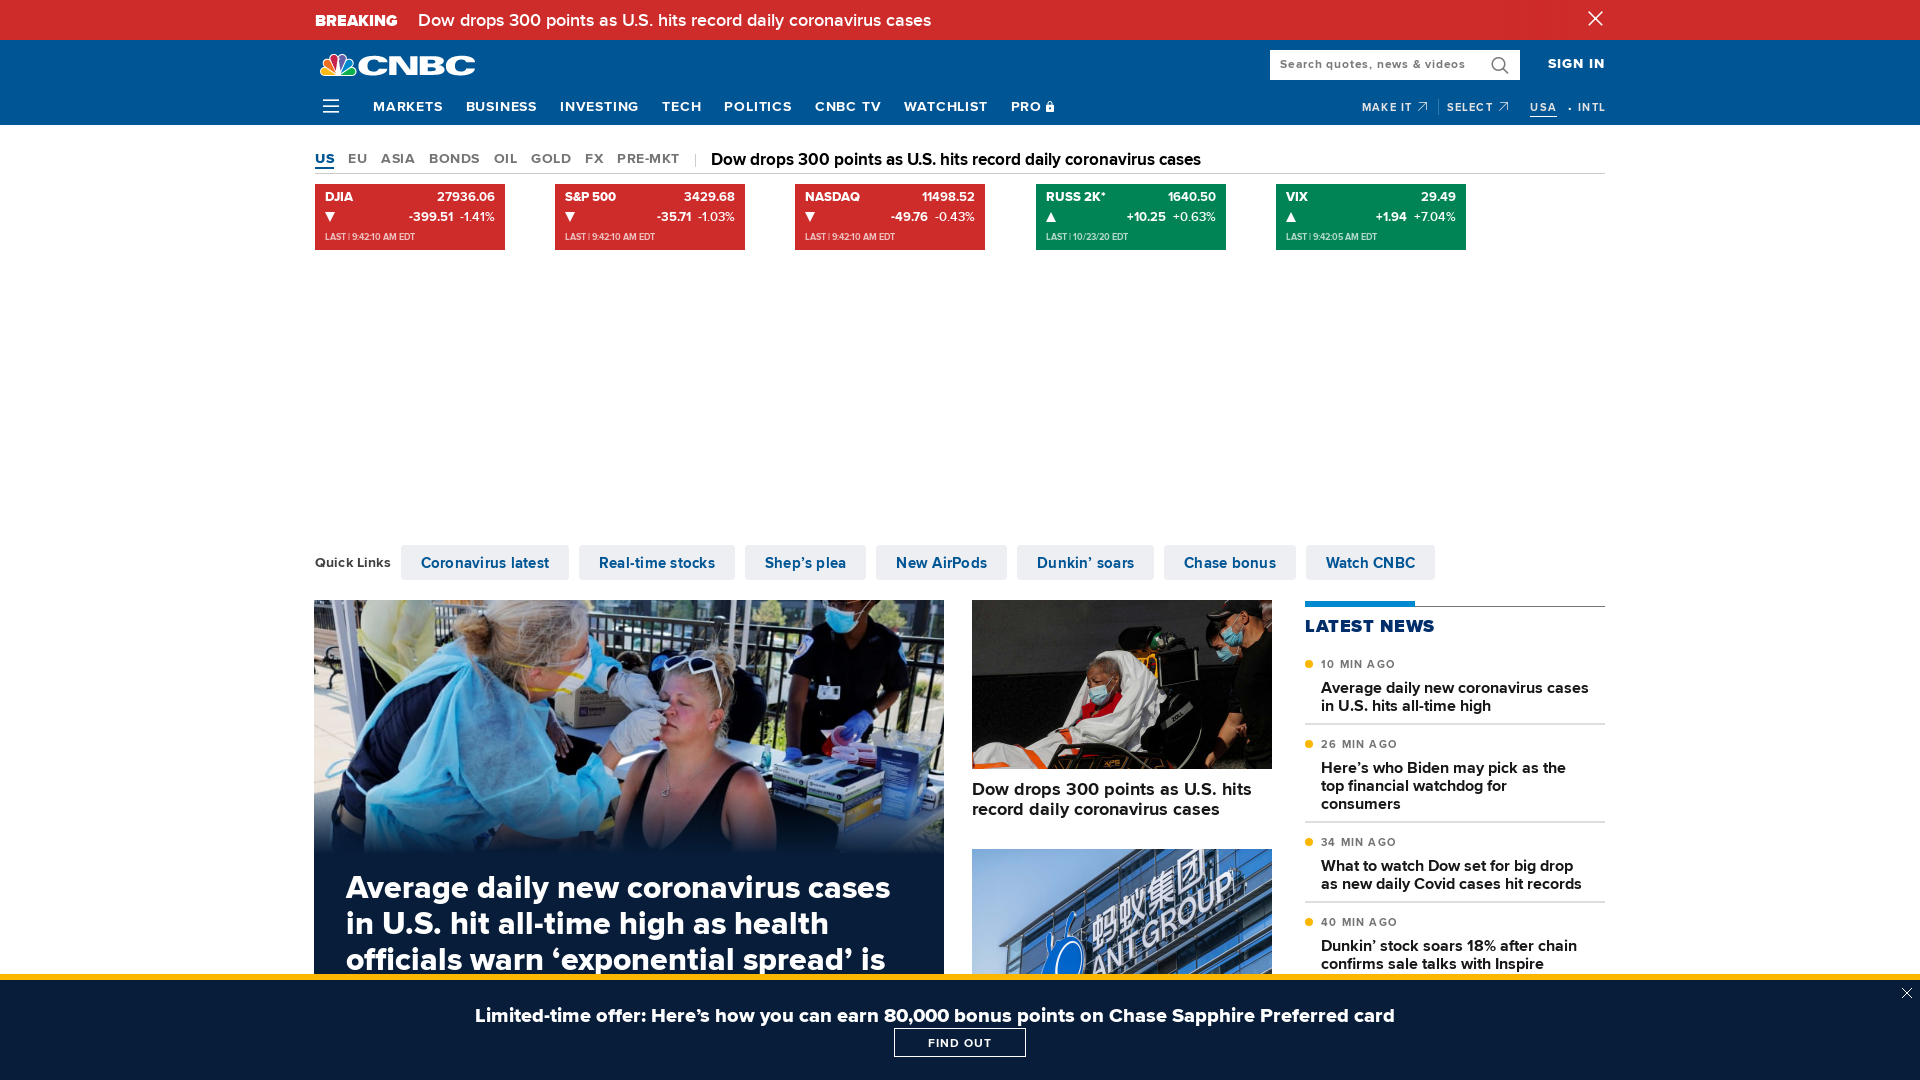 BREAKING Dow drops 300 points as U.S. hits record daily coronavirus cases
CNBC
Search quotes, news & videos
SIGN IN
MARKETS BUSINESS INVESTING TECH POLITICS CNBC TV WATCHLIST PRO
MAKE IT SELECT USA • INTL
US EU ASIA BONDS OIL GOLD FX PRE-MKT
Dow drops 300 points as U.S. hits record daily coronavirus cases
DJIA 27936.06
-399.51 -1.41%
LAST | 9:42:10 AM EDT
S&P 500 3429.68
-35.71 -1.03%
LAST | 9:42:10 AM EDT
NASDAQ 11498.52
-49.76 -0.43%
LAST | 9:42:10 AM EDT
RUSS 2K* 1640.50
+10.25 +0.63%
LAST | 10/23/20 EDT
VIX 29.49
+1.94 +7.04%
LAST | 9:42:05 AM EDT
Quick Links
Coronavirus latest
Real-time stocks
Shep’s plea
New AirPods
Dunkin’ soars
Chase bonus
Watch CNBC
Average daily new coronavirus cases
in U.S. hit all-time high as health
officials warn ‘exponential spread’ is
Dow drops 300 points as U.S. hits
record daily coronavirus cases
蚂蚁集团
ANT GROUP
LATEST NEWS
10 MIN AGO
Average daily new coronavirus cases
in U.S. hits all-time high
26 MIN AGO
Here’s who Biden may pick as the
top financial watchdog for
consumers
34 MIN AGO
What to watch Dow set for big drop
as new daily Covid cases hit records
40 MIN AGO
Dunkin’ stock soars 18% after chain
confirms sale talks with Inspire
Limited-time offer: Here’s how you can earn 80,000 bonus points on Chase Sapphire Preferred card
FIND OUT